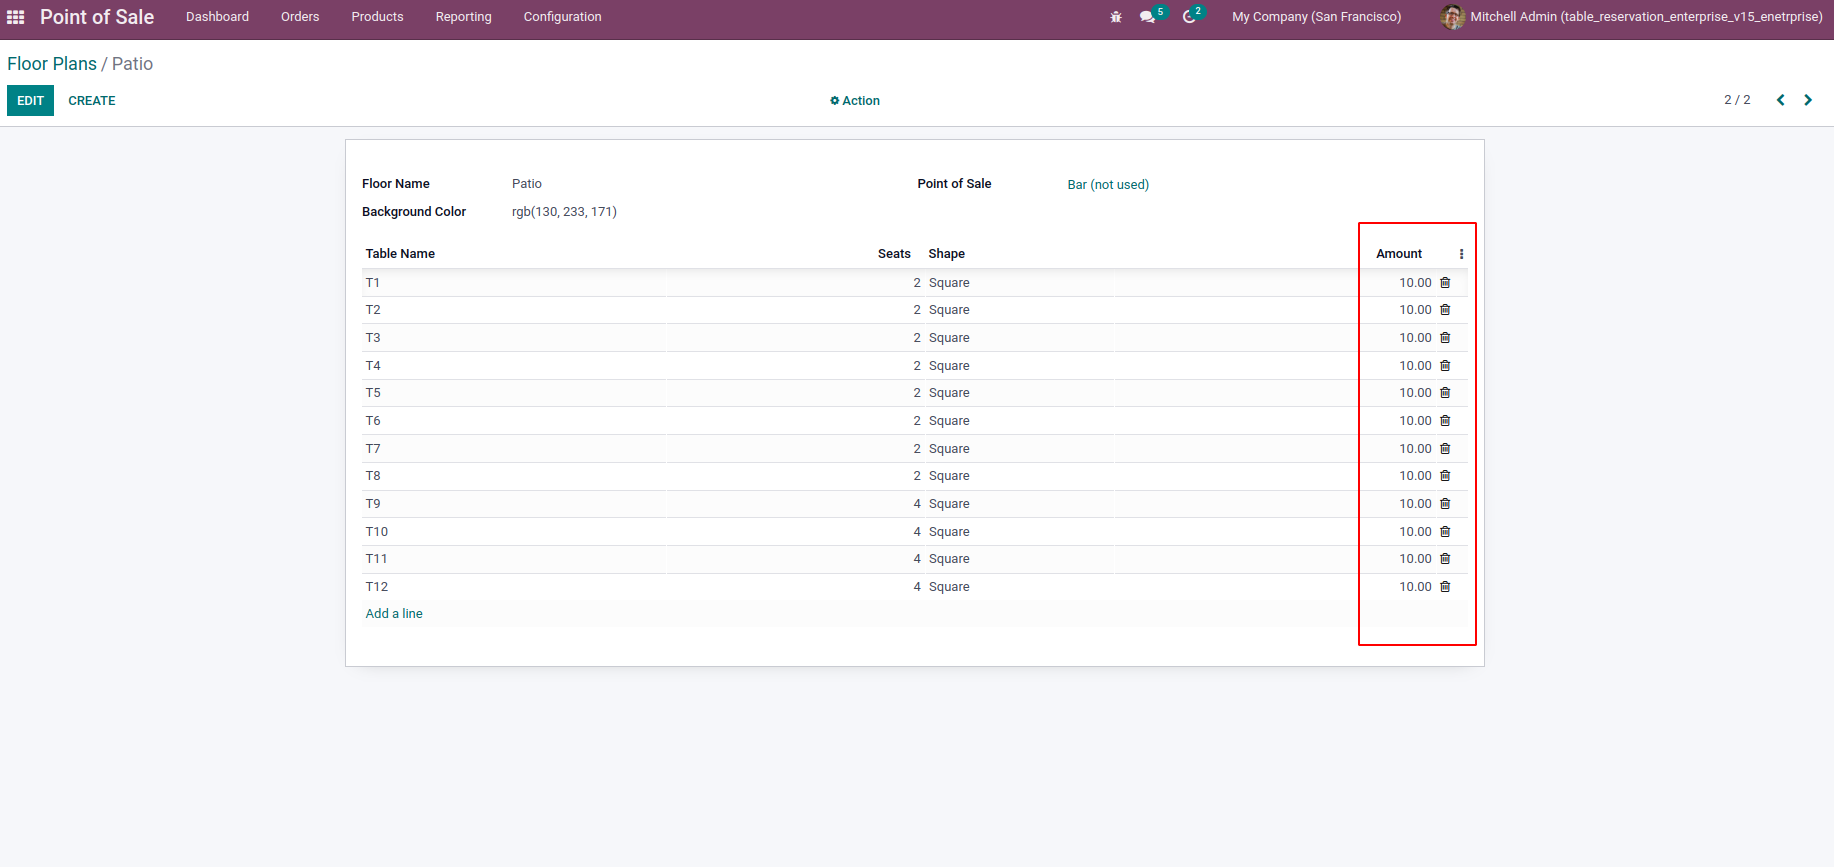 Point of Sale Dashboard Orders Products Reporting Configuration 5 2 My Company (San Francisco) Mitchell Admin (table_reservation_enterprise_v15_enetrprise)
Floor Plans / Patio
EDIT CREATE Action 2 / 2
Floor Name Patio Point of Sale Bar (not used)
Background Color rgb(130, 233, 171)
Table Name Seats Shape Amount
T1 2 Square 10.00
T2 2 Square 10.00
T3 2 Square 10.00
T4 2 Square 10.00
T5 2 Square 10.00
T6 2 Square 10.00
T7 2 Square 10.00
T8 2 Square 10.00
T9 4 Square 10.00
T10 4 Square 10.00
T11 4 Square 10.00
T12 4 Square 10.00
Add a line